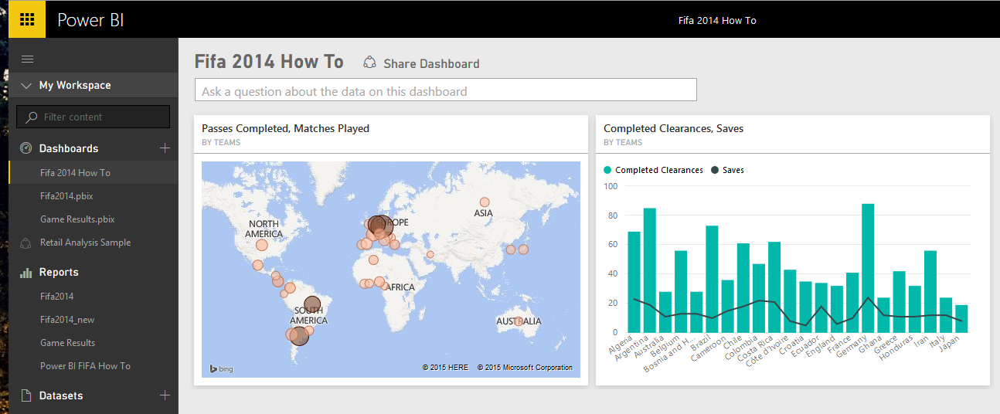 Power BI
Fifa 2014 How To
My Workspace
Filter content
Dashboards
Fifa 2014 How To
Fifa2014.pbix
Game Results.pbix
Retail Analysis Sample
Reports
Fifa2014
Fifa2014_new
Game Results
Power BI FIFA How To
Datasets
Fifa 2014 How To
Share Dashboard
Ask a question about the data on this dashboard
Passes Completed, Matches Played
BY TEAMS
NORTH
AMERICA
EUROPE
ASIA
AFRICA
SOUTH
AMERICA
AUSTRALIA
bing
© 2015 HERE © 2015 Microsoft Corporation
Completed Clearances, Saves
BY TEAMS
Completed Clearances Saves
100
80
60
40
20
0
Algeria
Argentina
Australia
Belgium
Bosnia and H...
Brazil
Cameroon
Chile
Colombia
Costa Rica
Côte d'Ivoire
Croatia
Ecuador
England
France
Germany
Ghana
Greece
Honduras
Iran
Italy
Japan